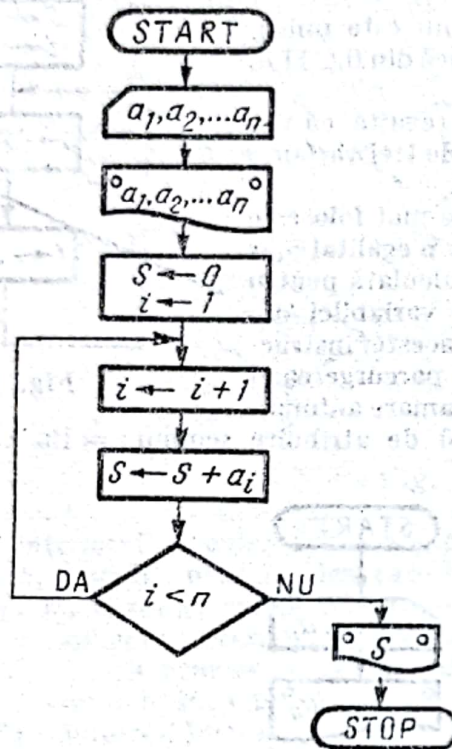 START
a₁, a₂, ... aₙ
a₁, a₂, ... aₙ
S ← 0
i ← 1
i ← i + 1
S ← S + aᵢ
DA
i < n
NU
S
STOP